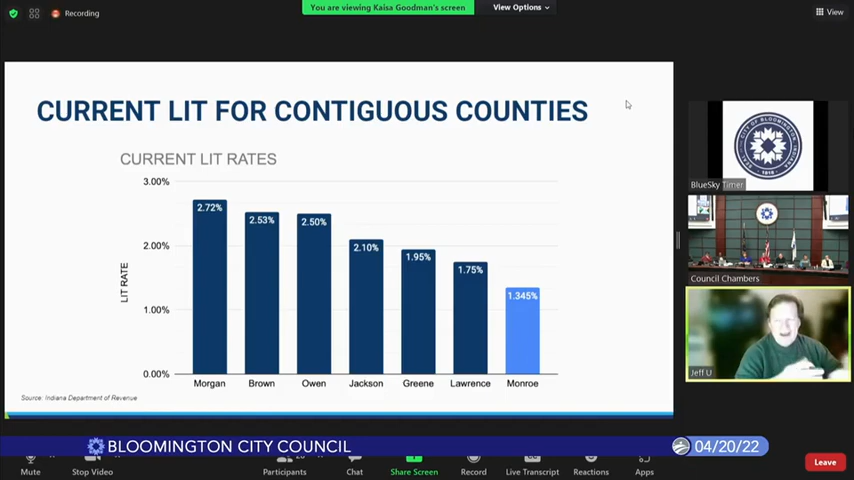 Recording
You are viewing Kaisa Goodman's screen
View Options
View
CURRENT LIT FOR CONTIGUOUS COUNTIES
CURRENT LIT RATES
3.00%
2.00%
1.00%
0.00%
LIT RATE
2.72%
2.53%
2.50%
2.10%
1.95%
1.75%
1.345%
Morgan
Brown
Owen
Jackson
Greene
Lawrence
Monroe
Source: Indiana Department of Revenue
BlueSky Timer
Council Chambers
Jeff U
BLOOMINGTON CITY COUNCIL
04/20/22
Mute
Stop Video
Participants
Chat
Share Screen
Record
Live Transcript
Reactions
Apps
Leave